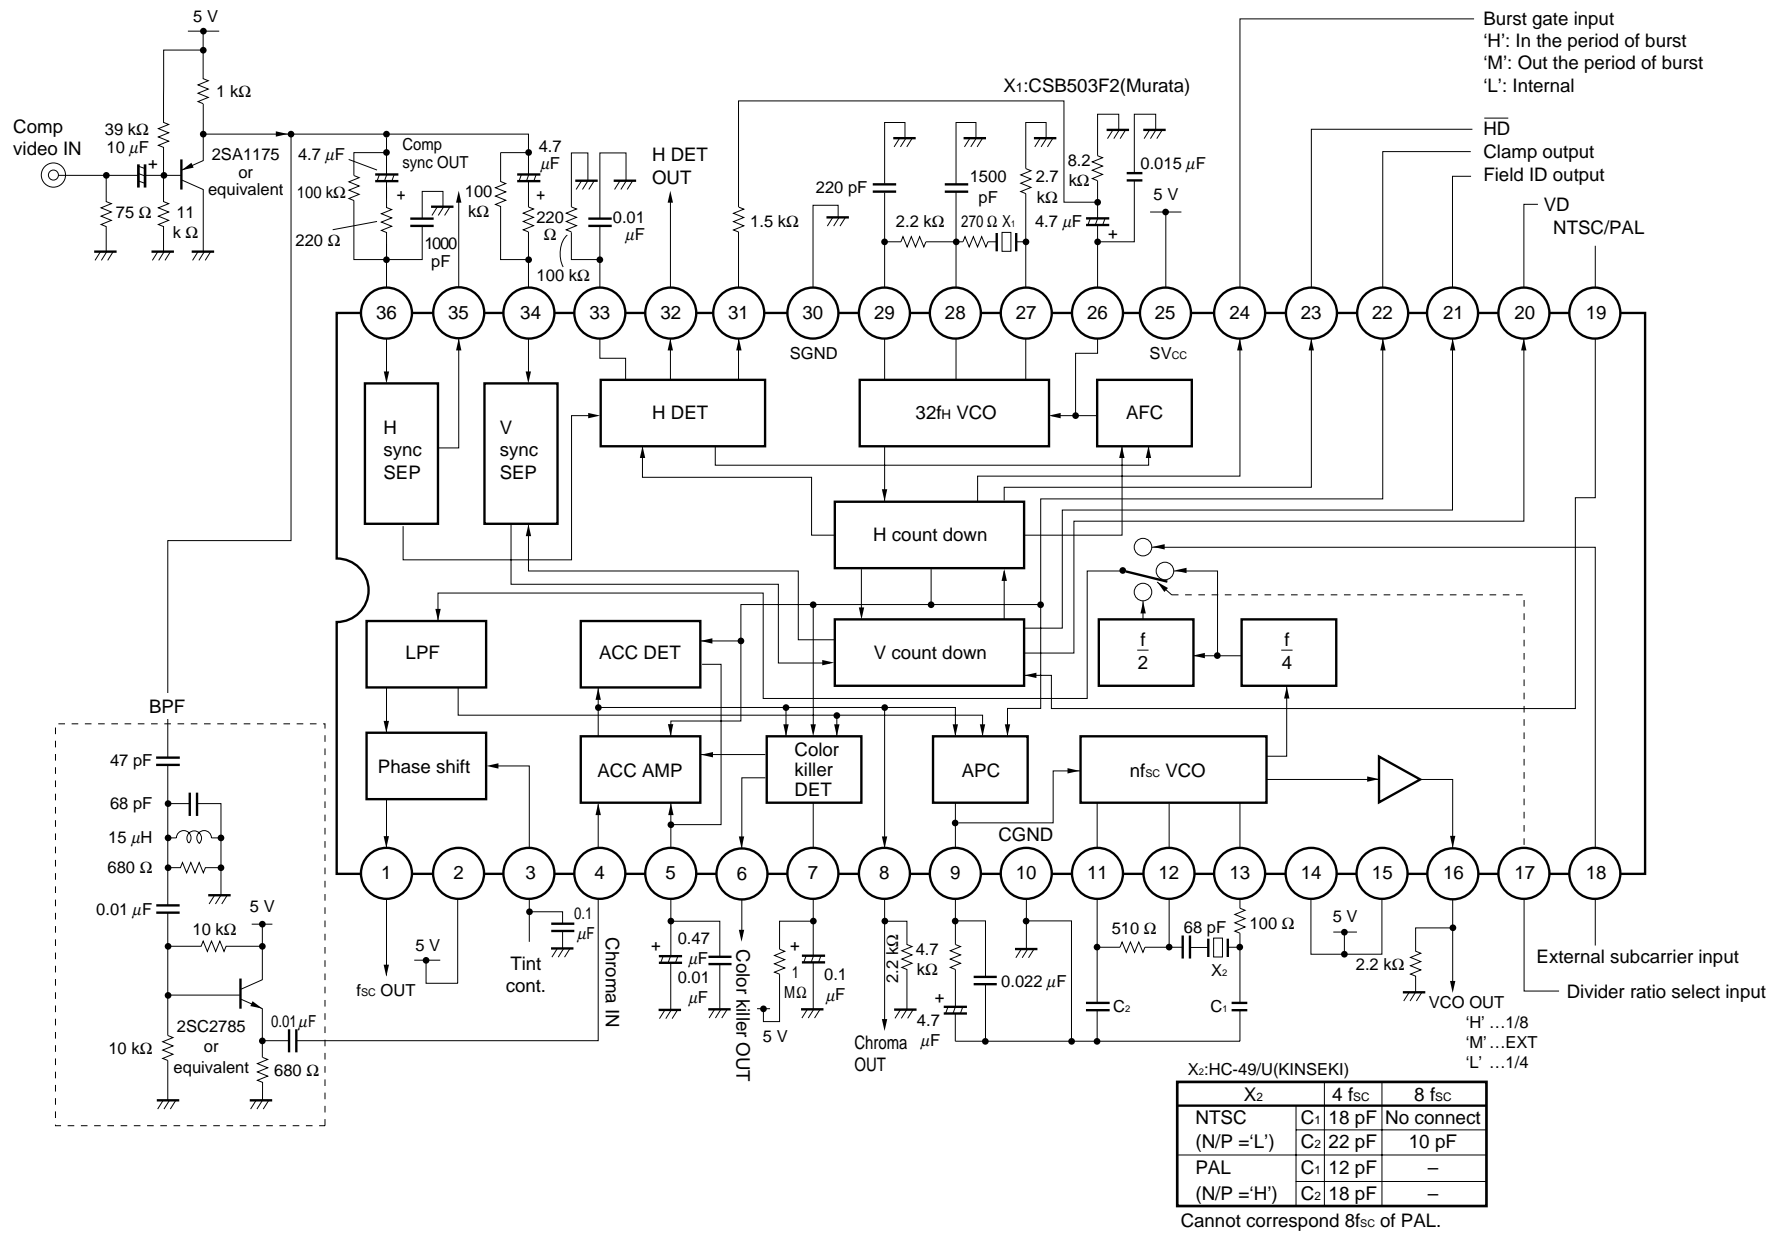 5 V
1 kΩ
Comp
video IN
39 kΩ
10 μF
+
2SA1175
or
equivalent
75 Ω
11
k Ω
4.7 μF
Comp
sync OUT
100 kΩ
+
220 Ω
1000
pF
4.7
μF
100
kΩ
+
220
Ω
100 kΩ
0.01
μF
H DET
OUT
1.5 kΩ
X1:CSB503F2(Murata)
220 pF
2.2 kΩ
1500
pF
270 Ω X1
2.7
kΩ
8.2
kΩ
4.7 μF
+
0.015 μF
5 V
Burst gate input
‘H’: In the period of burst
‘M’: Out the period of burst
‘L’: Internal
HD
Clamp output
Field ID output
VD
NTSC/PAL
36
35
34
33
32
31
30
29
28
27
26
25
24
23
22
21
20
19
SGND
SVCC
H
sync
SEP
V
sync
SEP
H DET
32fH VCO
AFC
H count down
V count down
LPF
ACC DET
f
2
f
4
Phase shift
ACC AMP
Color
killer
DET
APC
nfSC VCO
CGND
1
2
3
4
5
6
7
8
9
10
11
12
13
14
15
16
17
18
BPF
47 pF
68 pF
15 μH
680 Ω
0.01 μF
10 kΩ
5 V
2SC2785
or
equivalent
10 kΩ
0.01 μF
680 Ω
fSC OUT
5 V
Tint
cont.
0.1
μF
Chroma IN
+
0.47
μF
0.01
μF
Color killer OUT
+
1
MΩ
5 V
0.1
μF
2.2 kΩ
Chroma
OUT
4.7
kΩ
+
4.7
μF
0.022 μF
510 Ω
68 pF
X2
100 Ω
C2
C1
5 V
2.2 kΩ
VCO OUT
External subcarrier input
Divider ratio select input
‘H’ ...1/8
‘M’ ...EXT
‘L’ ...1/4
X2:HC-49/U(KINSEKI)
X2 4 fSC 8 fSC
NTSC C1 18 pF No connect
(N/P =‘L’) C2 22 pF 10 pF
PAL C1 12 pF –
(N/P =‘H’) C2 18 pF –
Cannot correspond 8fSC of PAL.